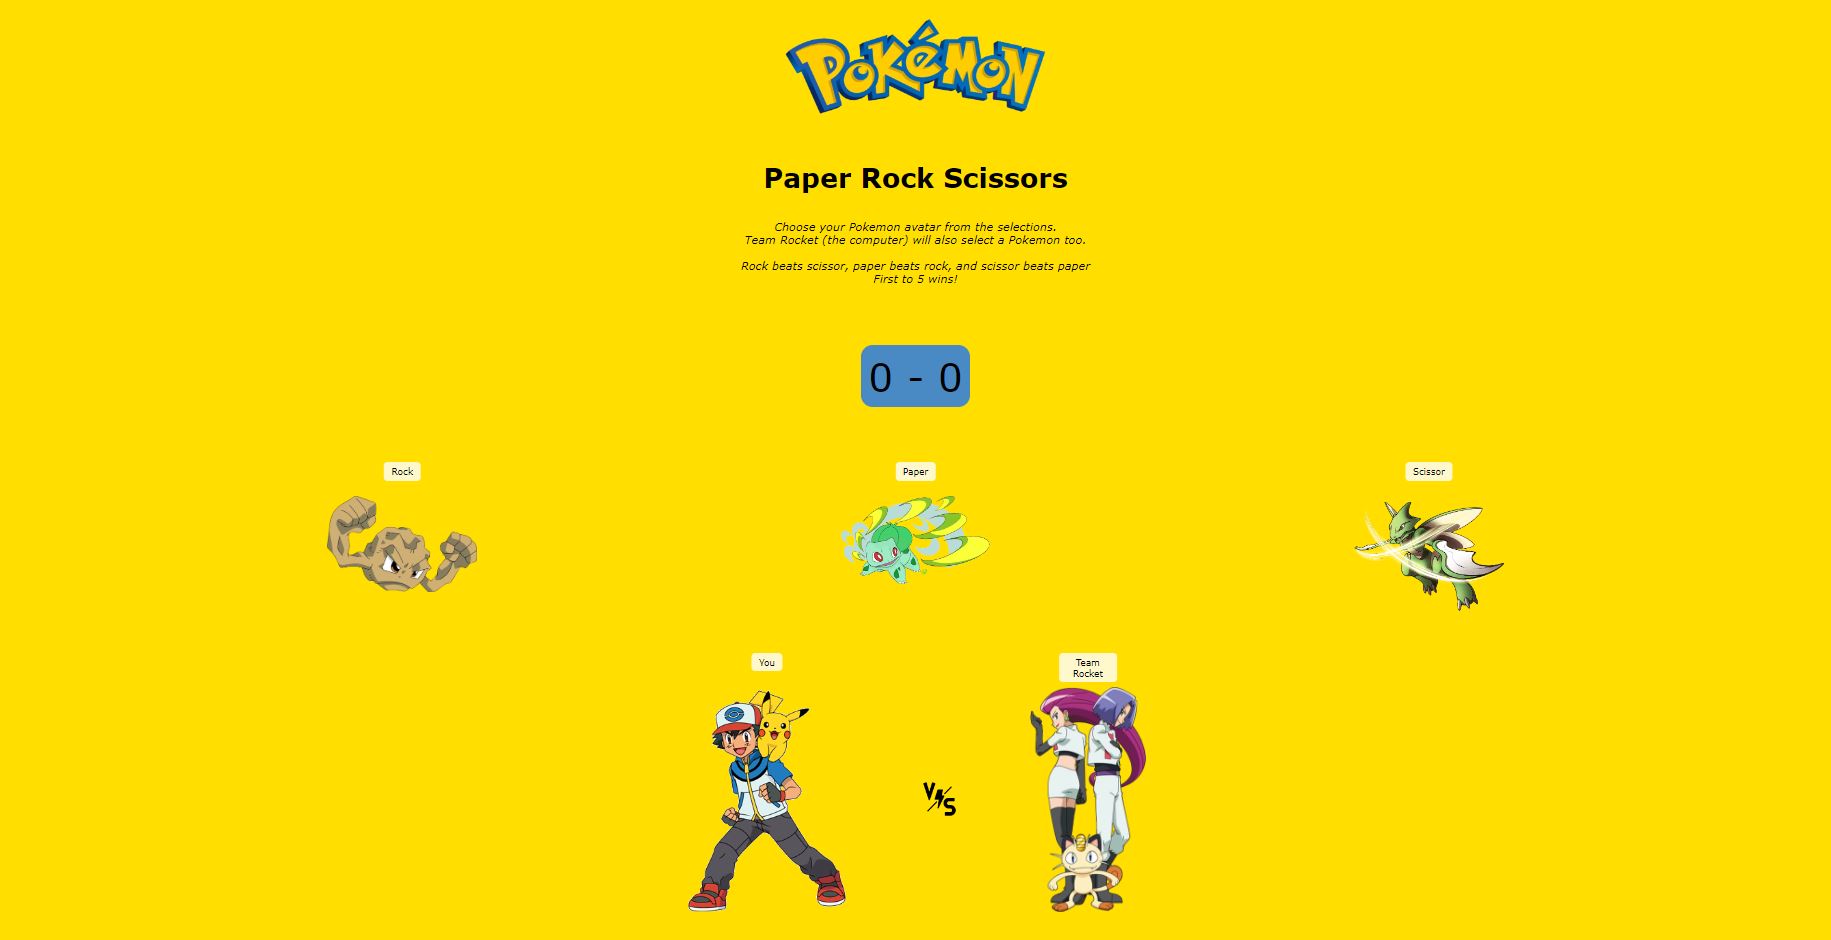 Pokémon
Paper Rock Scissors
Choose your Pokemon avatar from the selections.
Team Rocket (the computer) will also select a Pokemon too.
Rock beats scissor, paper beats rock, and scissor beats paper
First to 5 wins!
0 - 0
Rock
Paper
Scissor
You
Team
Rocket
VS